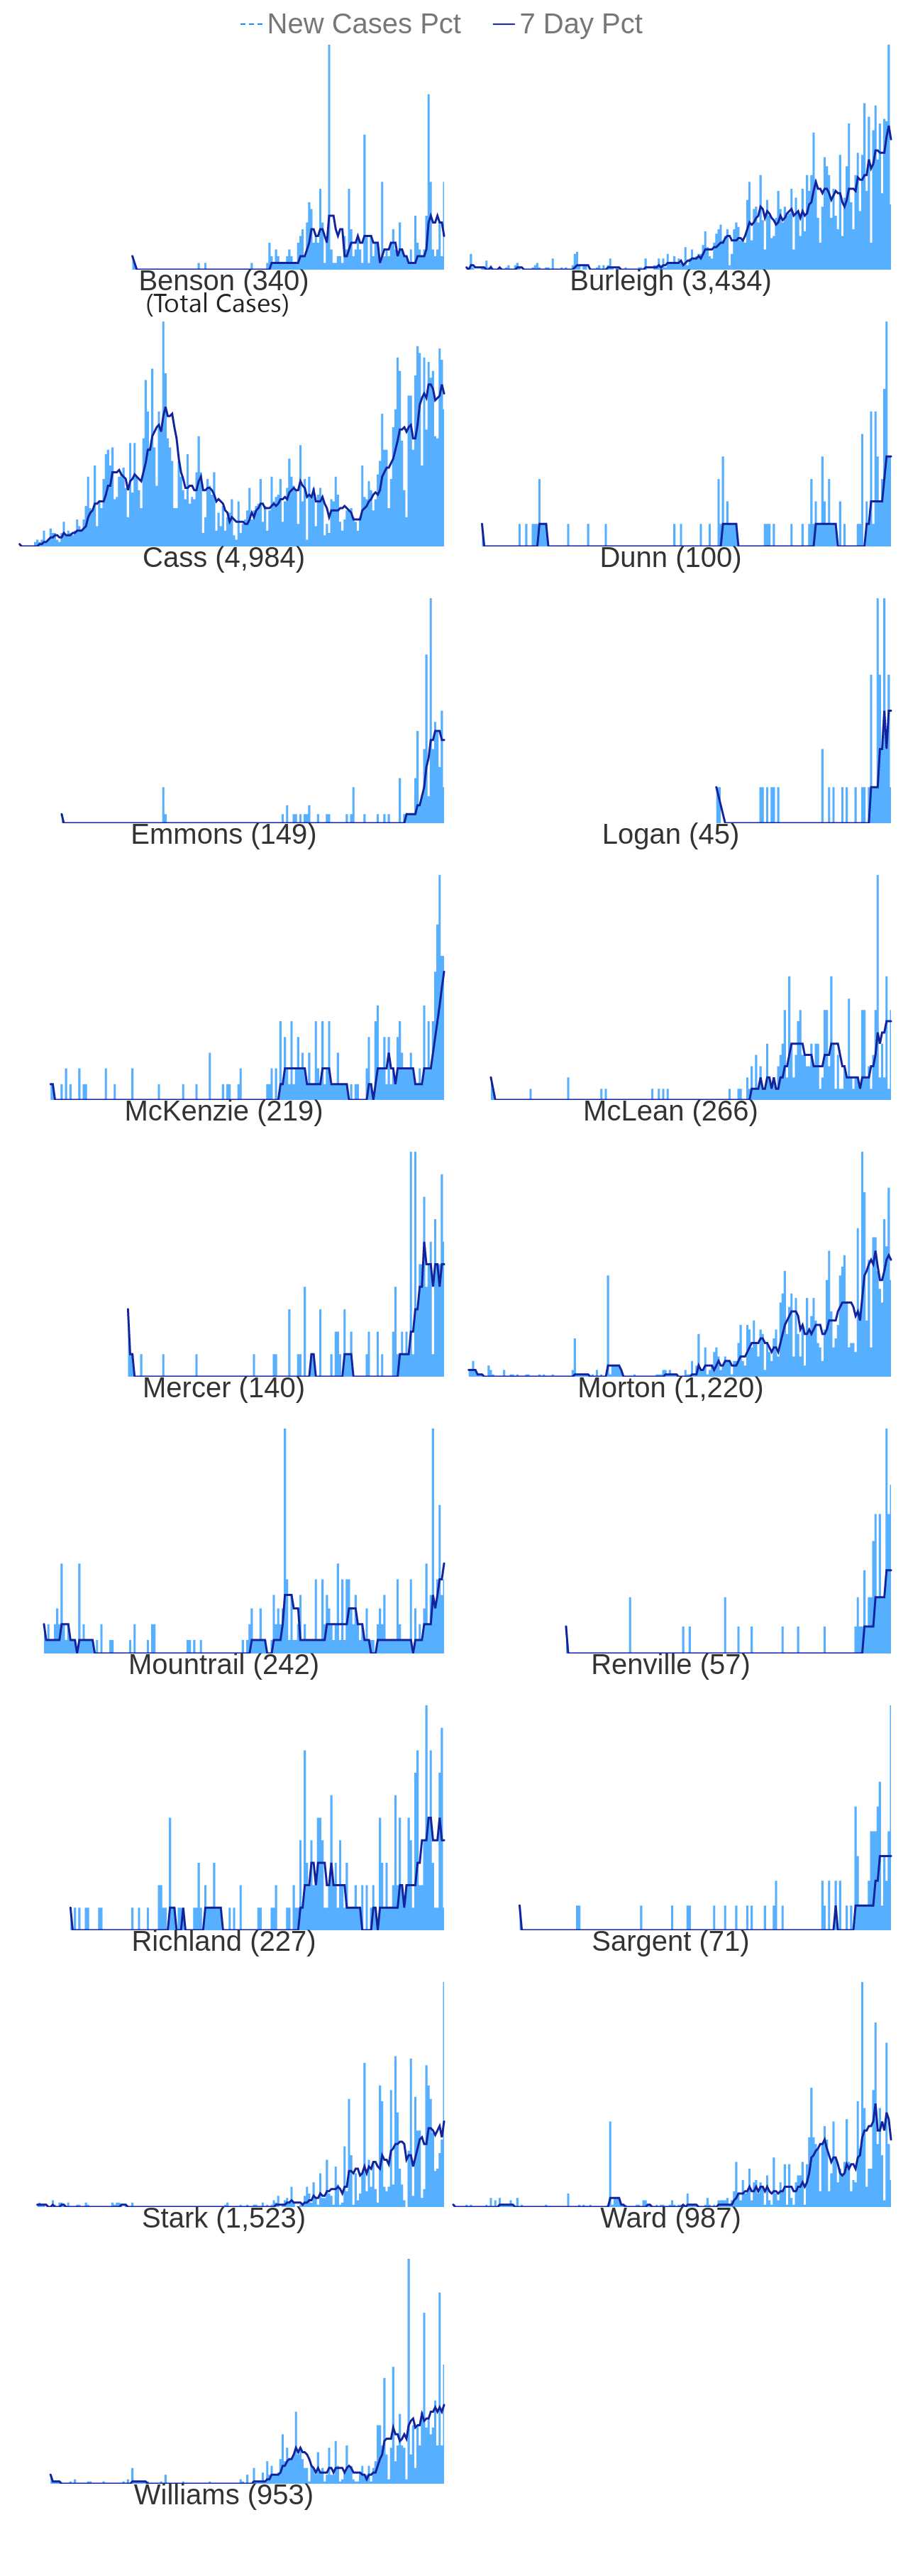 New Cases Pct 7 Day Pct
Benson (340) Burleigh (3,434)
(Total Cases)
Cass (4,984) Dunn (100)
Emmons (149) Logan (45)
McKenzie (219) McLean (266)
Mercer (140) Morton (1,220)
Mountrail (242) Renville (57)
Richland (227) Sargent (71)
Stark (1,523) Ward (987)
Williams (953)